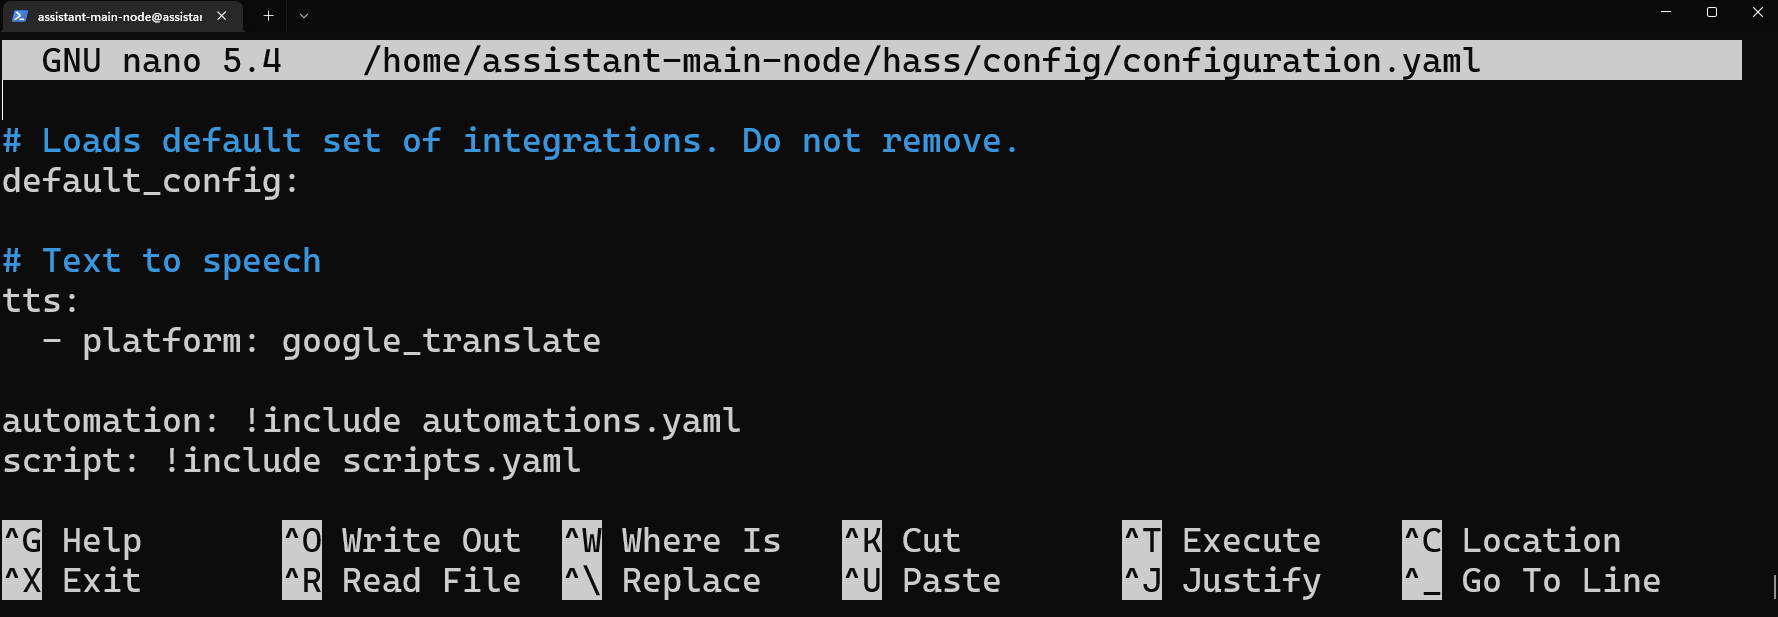 assistant-main-node@assistar
GNU nano 5.4 /home/assistant-main-node/hass/config/configuration.yaml
# Loads default set of integrations. Do not remove.
default_config:
# Text to speech
tts:
  - platform: google_translate
automation: !include automations.yaml
script: !include scripts.yaml
^G Help ^O Write Out ^W Where Is ^K Cut ^T Execute ^C Location
^X Exit ^R Read File ^\ Replace ^U Paste ^J Justify ^_ Go To Line